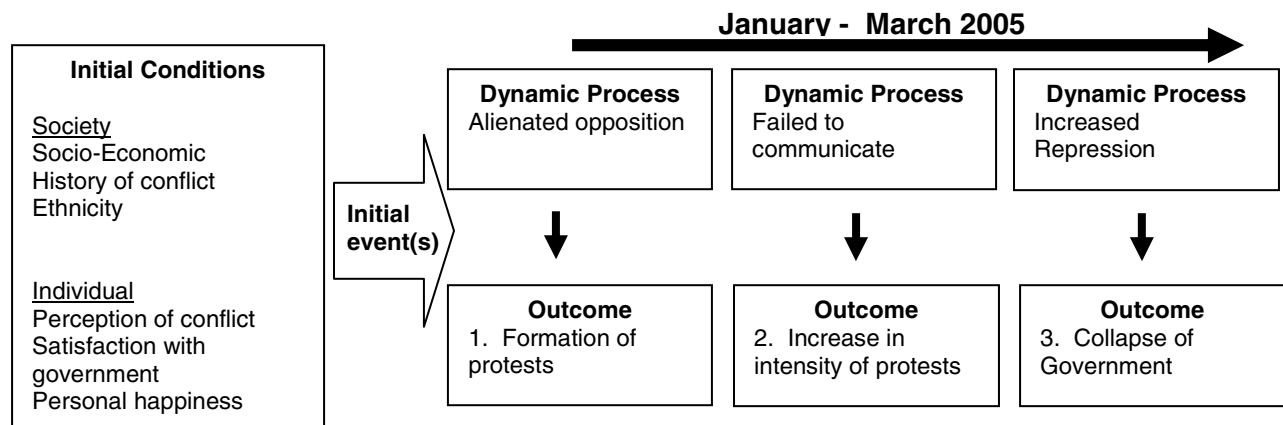 January - March 2005
Initial Conditions
Society
Socio-Economic
History of conflict
Ethnicity
Individual
Perception of conflict
Satisfaction with
government
Personal happiness
Initial
event(s)
Dynamic Process
Alienated opposition
Dynamic Process
Failed to
communicate
Dynamic Process
Increased
Repression
Outcome
1. Formation of
protests
Outcome
2. Increase in
intensity of protests
Outcome
3. Collapse of
Government